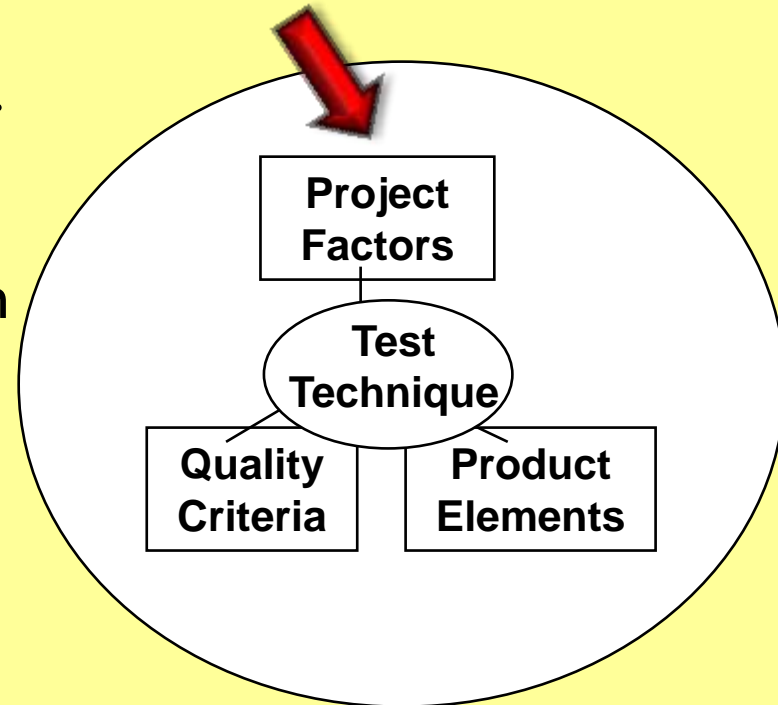 Project
Factors
Test
Technique
Quality
Criteria
Product
Elements